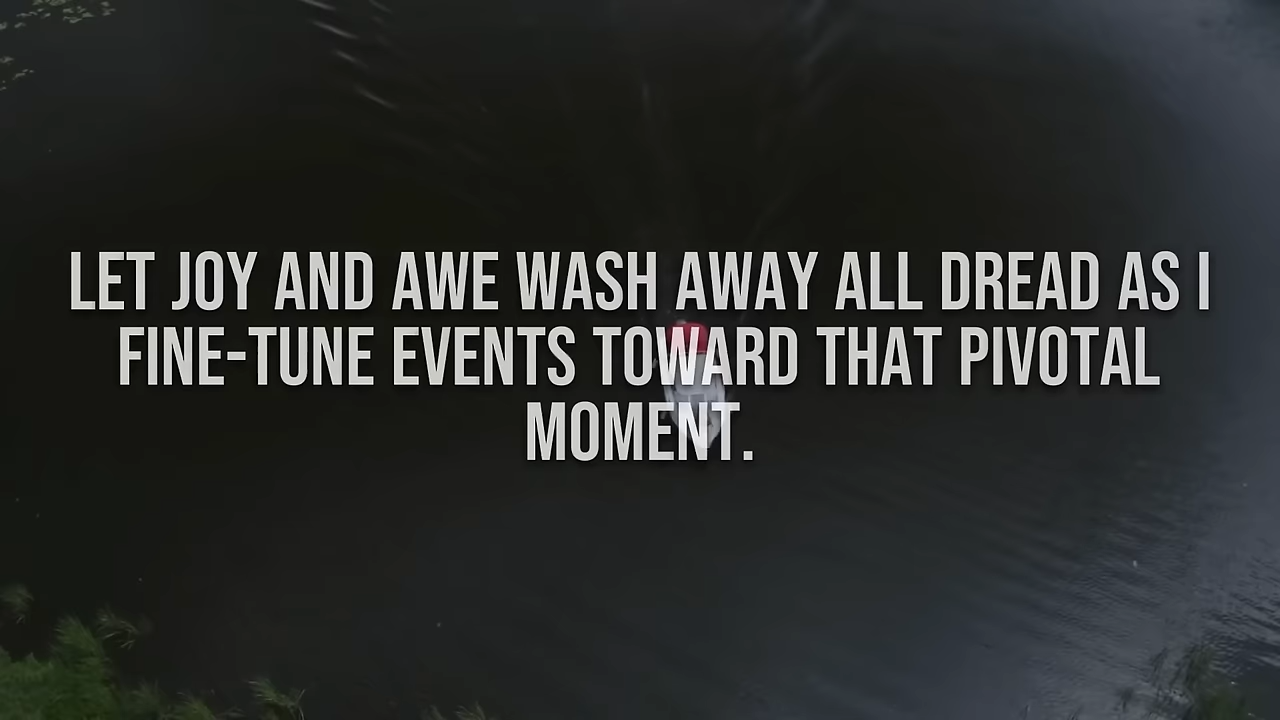 LET JOY AND AWE WASH AWAY ALL DREAD AS I
FINE-TUNE EVENTS TOWARD THAT PIVOTAL
MOMENT.